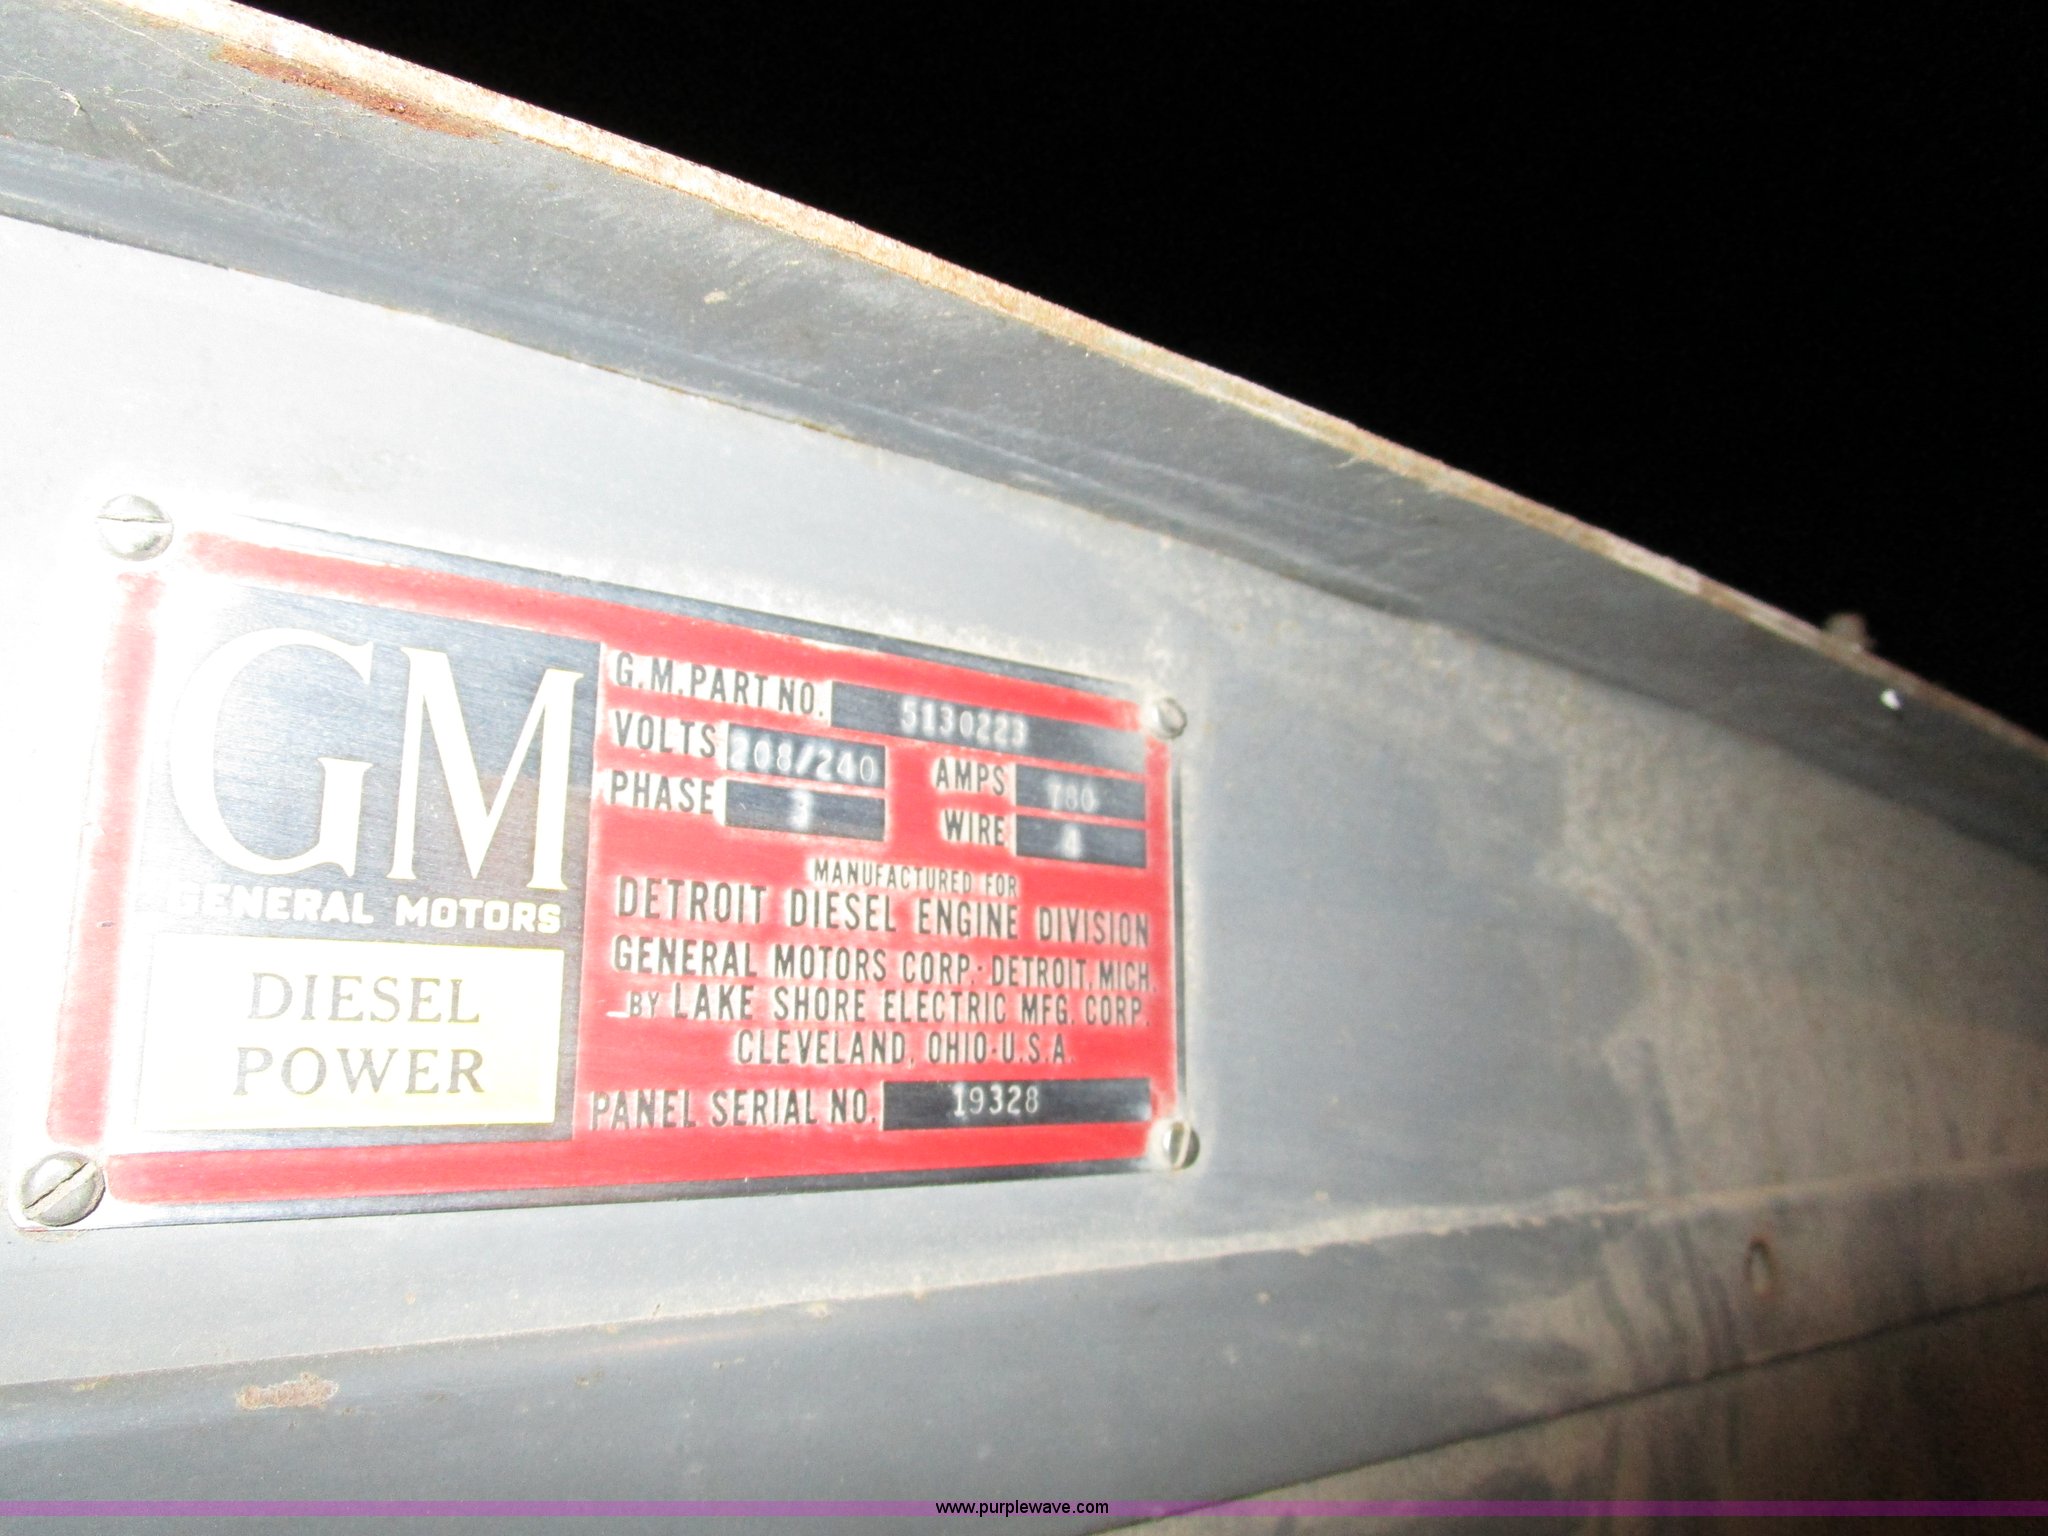 GM
GENERAL MOTORS
DIESEL
POWER
G.M. PART NO. 5130223
VOLTS 208/240 AMPS 780
PHASE 3 WIRE 4
MANUFACTURED FOR
DETROIT DIESEL ENGINE DIVISION
GENERAL MOTORS CORP.· DETROIT, MICH.
BY LAKE SHORE ELECTRIC MFG. CORP.
CLEVELAND, OHIO-U.S.A.
PANEL SERIAL NO. 19328
www.purplewave.com